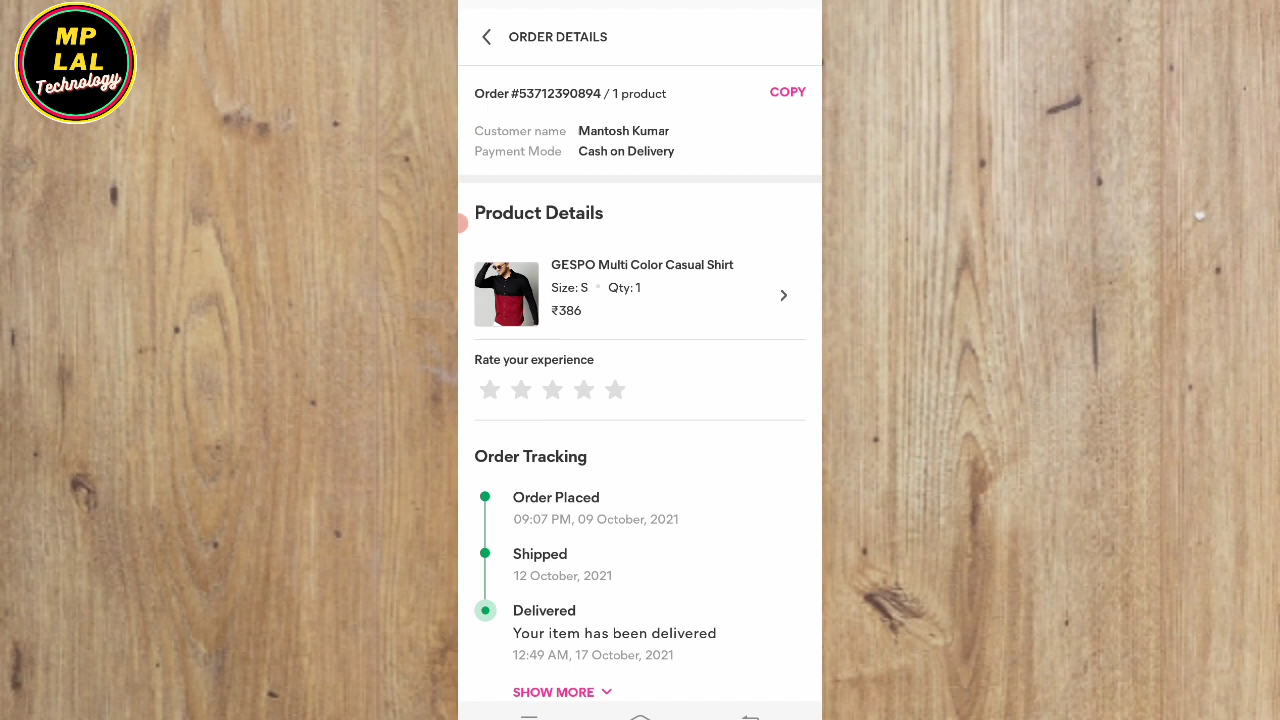 MP
LAL
Technology
ORDER DETAILS
Order #53712390894 / 1 product
COPY
Customer name Mantosh Kumar
Payment Mode Cash on Delivery
Product Details
GESPO Multi Color Casual Shirt
Size: S • Qty: 1
₹386
Rate your experience
Order Tracking
Order Placed
09:07 PM, 09 October, 2021
Shipped
12 October, 2021
Delivered
Your item has been delivered
12:49 AM, 17 October, 2021
SHOW MORE